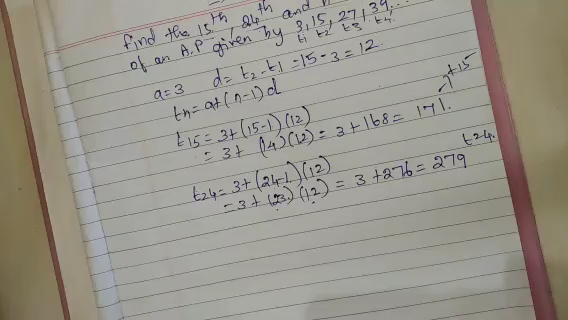 find the 15th, 24th and
of an A.P given by 3, 15, 27, 39, ...
t1 t2 t3 t4
a=3 d= t2 - t1 = 15 - 3 = 12.
tn = a+(n-1)d
t15 = 3+(15-1)(12)
= 3+ (14)(12) = 3+168 = 171. t15
t24 = 3+(24-1)(12)
= 3+(23)(12) = 3+276 = 279 t24.